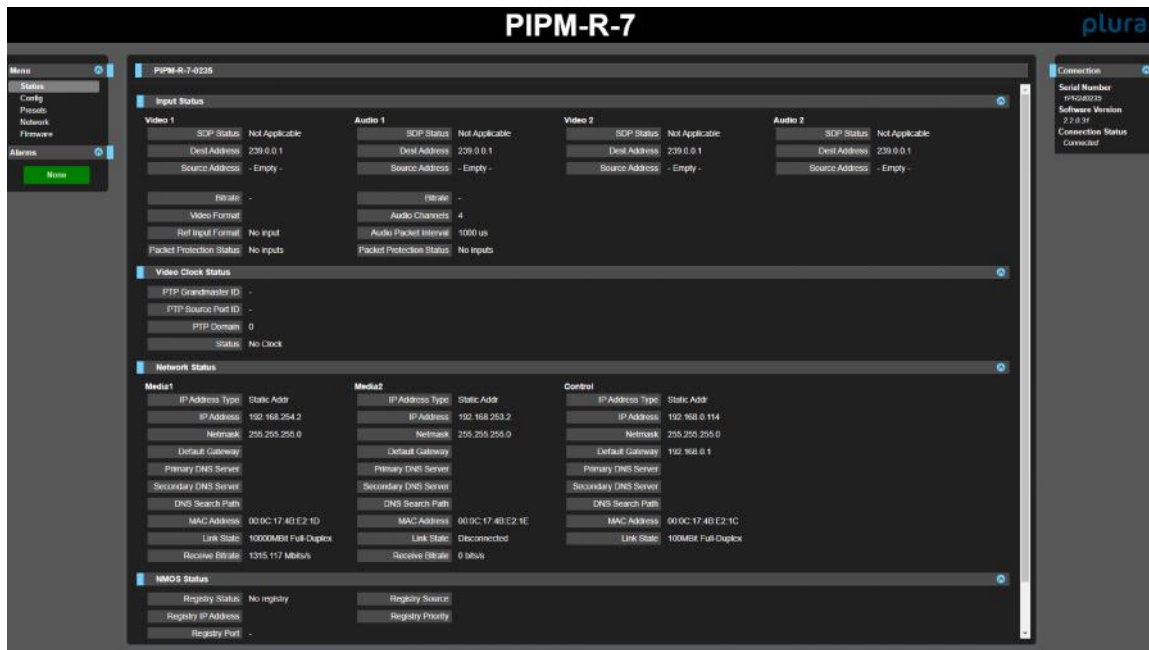 PIPM-R-7
plura
Menu
Status
Config
Presets
Network
Firmware
Alarms
None
PIPM-R-7-0235
Input Status
Video 1 Audio 1 Video 2 Audio 2
SDP Status Not Applicable SDP Status Not Applicable SDP Status Not Applicable SDP Status Not Applicable
Dest Address 239.0.0.1 Dest Address 239.0.0.1 Dest Address 239.0.0.1 Dest Address 239.0.0.1
Source Address - Empty - Source Address - Empty - Source Address - Empty - Source Address - Empty -
Bitrate - Bitrate -
Video Format Audio Channels 4
Ref Input Format No input Audio Packet Interval 1000 us
Packet Protection Status No inputs Packet Protection Status No inputs
Video Clock Status
PTP Grandmaster ID -
PTP Source Port ID -
PTP Domain 0
Status No Clock
Network Status
Media1 Media2 Control
IP Address Type Static Addr IP Address Type Static Addr IP Address Type Static Addr
IP Address 192.168.254.2 IP Address 192.168.253.2 IP Address 192.168.0.114
Netmask 255.255.255.0 Netmask 255.255.255.0 Netmask 255.255.255.0
Default Gateway Default Gateway Default Gateway 192.168.0.1
Primary DNS Server Primary DNS Server Primary DNS Server
Secondary DNS Server Secondary DNS Server Secondary DNS Server
DNS Search Path DNS Search Path DNS Search Path
MAC Address 00:0C:17:4B:E2:1D MAC Address 00:0C:17:4B:E2:1E MAC Address 00:0C:17:4B:E2:1C
Link State 10000MBit Full-Duplex Link State Disconnected Link State 100MBit Full-Duplex
Receive Bitrate 1315.117 Mbits/s Receive Bitrate 0 bits/s
NMOS Status
Registry Status No registry Registry Source
Registry IP Address Registry Priority
Registry Port -
Connection
Serial Number
Software Version
2.2.0.3f
Connection Status
Connected